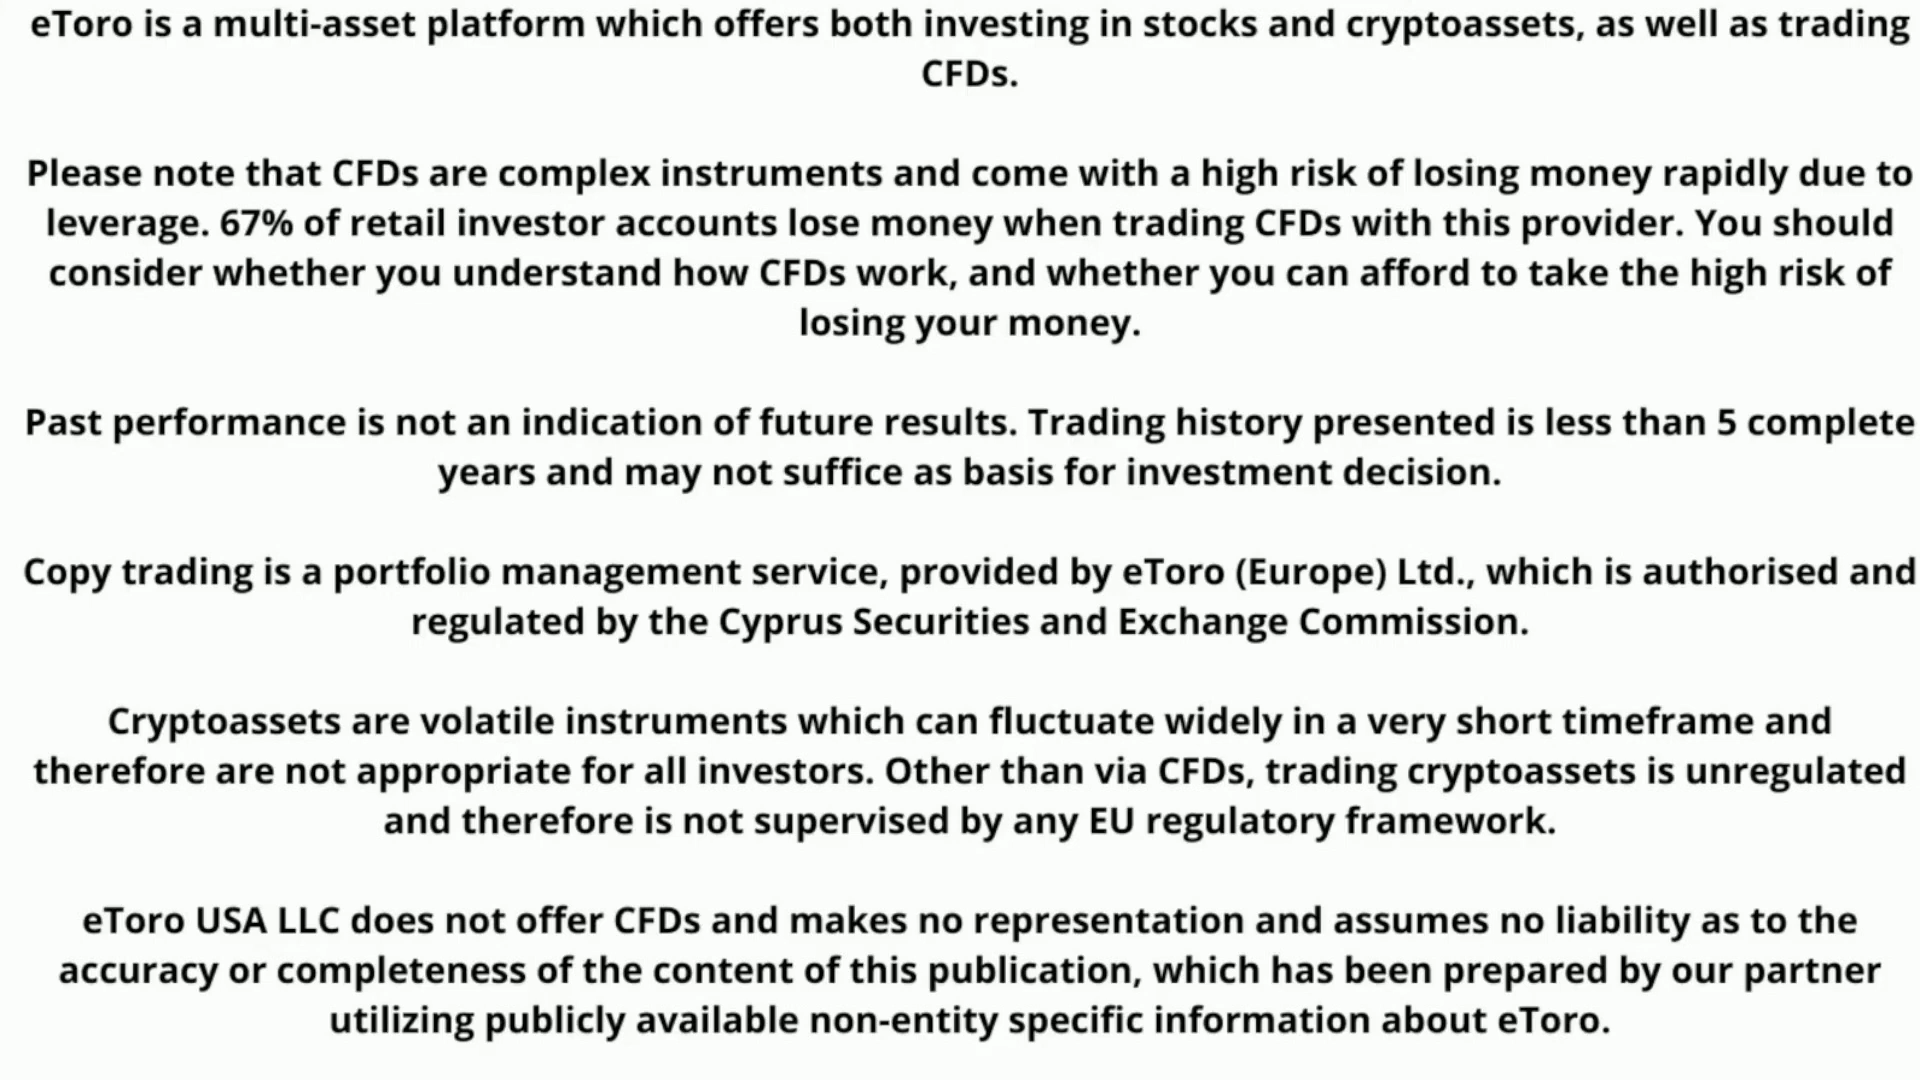 eToro is a multi-asset platform which offers both investing in stocks and cryptoassets, as well as trading
CFDs.
Please note that CFDs are complex instruments and come with a high risk of losing money rapidly due to
leverage. 67% of retail investor accounts lose money when trading CFDs with this provider. You should
consider whether you understand how CFDs work, and whether you can afford to take the high risk of
losing your money.
Past performance is not an indication of future results. Trading history presented is less than 5 complete
years and may not suffice as basis for investment decision.
Copy trading is a portfolio management service, provided by eToro (Europe) Ltd., which is authorised and
regulated by the Cyprus Securities and Exchange Commission.
Cryptoassets are volatile instruments which can fluctuate widely in a very short timeframe and
therefore are not appropriate for all investors. Other than via CFDs, trading cryptoassets is unregulated
and therefore is not supervised by any EU regulatory framework.
eToro USA LLC does not offer CFDs and makes no representation and assumes no liability as to the
accuracy or completeness of the content of this publication, which has been prepared by our partner
utilizing publicly available non-entity specific information about eToro.